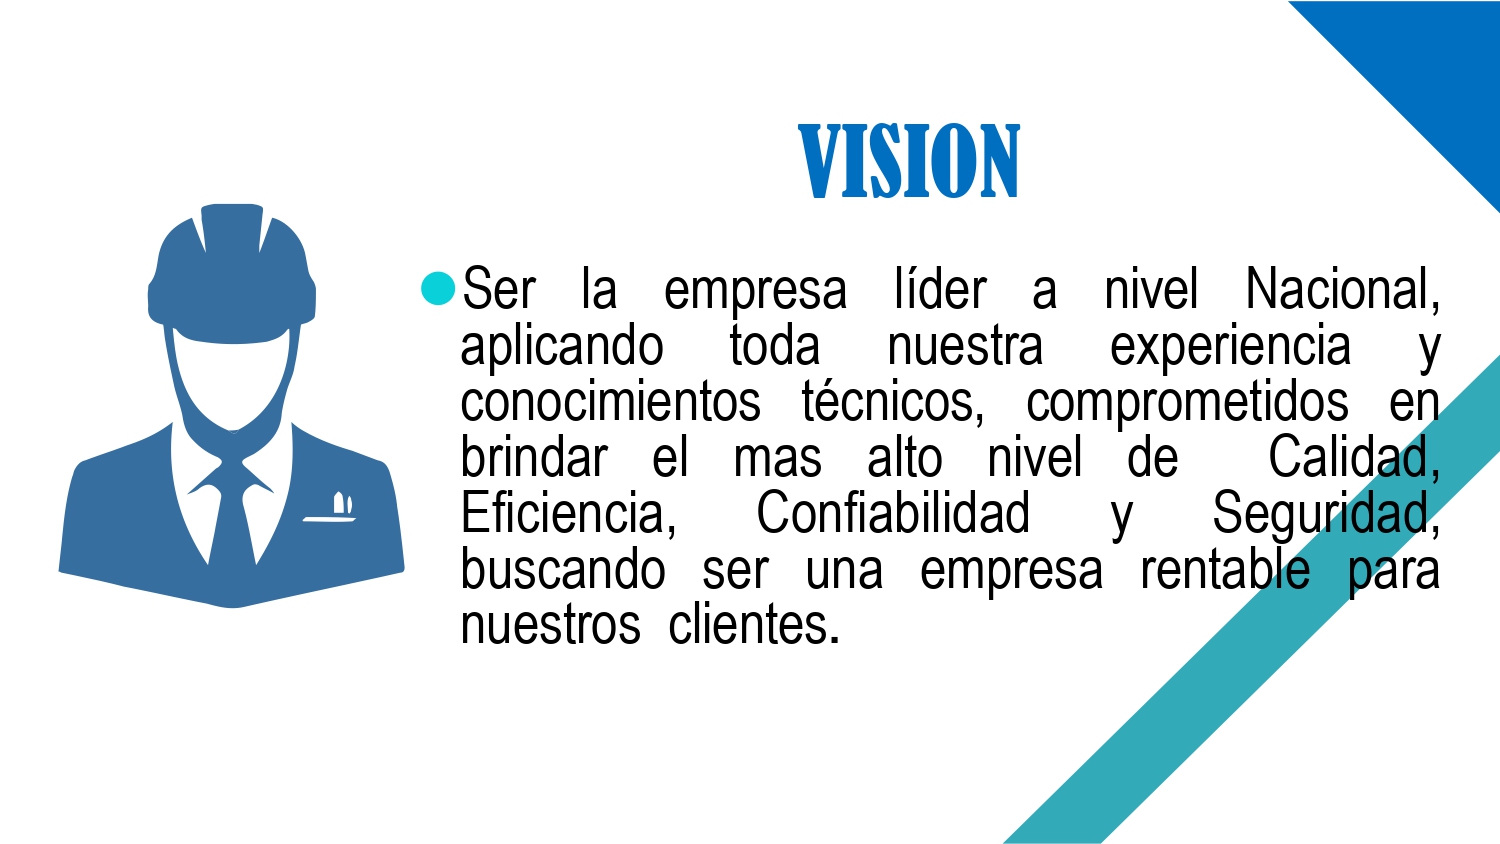 VISION
Ser la empresa líder a nivel Nacional,
aplicando toda nuestra experiencia y
conocimientos técnicos, comprometidos en
brindar el mas alto nivel de Calidad,
Eficiencia, Confiabilidad y Seguridad,
buscando ser una empresa rentable para
nuestros clientes.